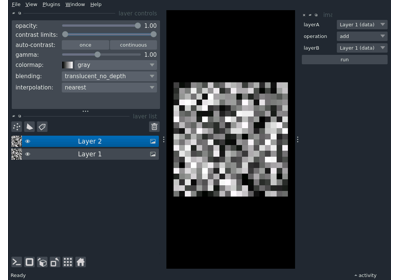 File View Plugins Window Help
layer controls
opacity: 1.00
contrast limits:
auto-contrast: once continuous
gamma: 1.00
colormap: gray
blending: translucent_no_depth
interpolation: nearest
layer list
Layer 2
Layer 1
layerA Layer 1 (data)
operation add
layerB Layer 1 (data)
run
Ready
activity